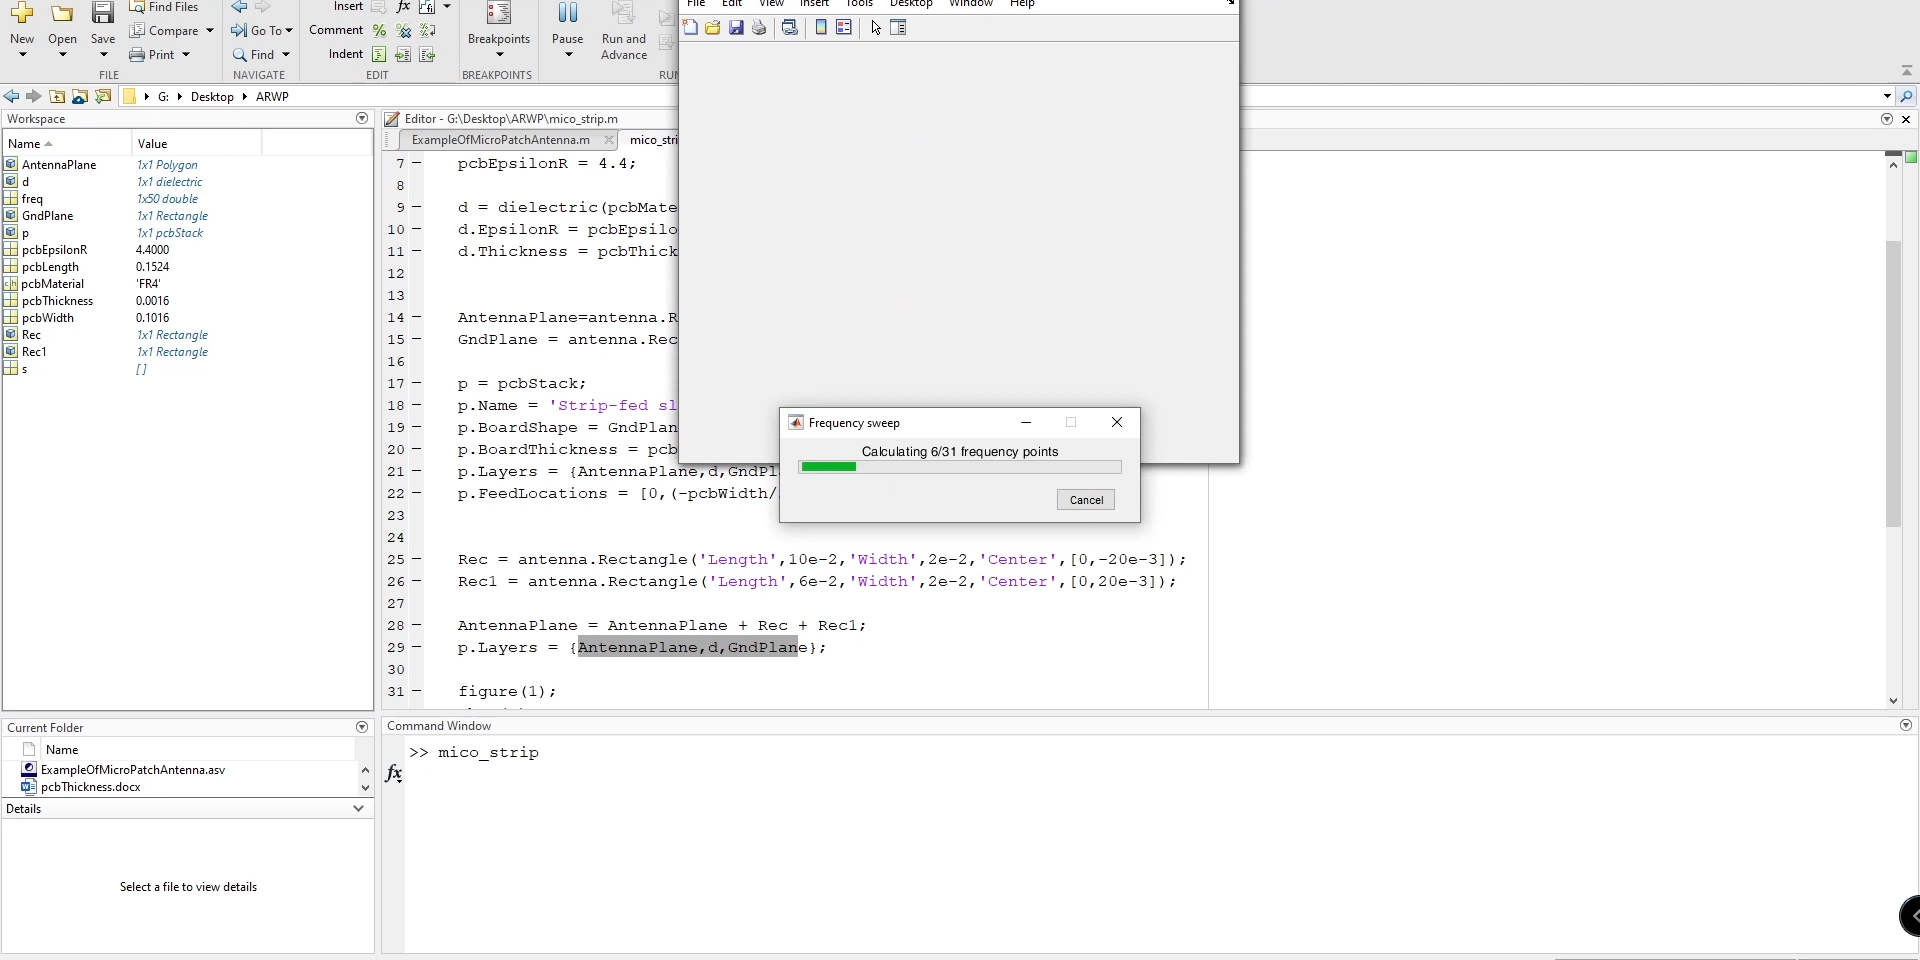 Find Files
Insert
fx
File Edit View Insert Tools Desktop Window Help
New
Open
Save
Compare
Go To
Comment
Breakpoints
Pause
Run and
Advance
Print
Find
Indent
FILE
NAVIGATE
EDIT
BREAKPOINTS
G: Desktop ARWP
Workspace
Name Value
AntennaPlane 1x1 Polygon
d 1x1 dielectric
freq 1x50 double
GndPlane 1x1 Rectangle
p 1x1 pcbStack
pcbEpsilonR 4.4000
pcbLength 0.1524
pcbMaterial 'FR4'
pcbThickness 0.0016
pcbWidth 0.1016
Rec 1x1 Rectangle
Rec1 1x1 Rectangle
s []
Editor - G:\Desktop\ARWP\mico_strip.m
ExampleOfMicroPatchAntenna.m mico_stri
7 – pcbEpsilonR = 4.4;
8
9 – d = dielectric(pcbMate
10 – d.EpsilonR = pcbEpsilo
11 – d.Thickness = pcbThick
12
13
14 – AntennaPlane=antenna.R
15 – GndPlane = antenna.Rec
16
17 – p = pcbStack;
18 – p.Name = 'Strip-fed sl
19 – p.BoardShape = GndPlan
20 – p.BoardThickness = pcb
21 – p.Layers = {AntennaPlane,d,GndPl
22 – p.FeedLocations = [0,(-pcbWidth/
23
24
25 – Rec = antenna.Rectangle('Length',10e-2,'Width',2e-2,'Center',[0,-20e-3]);
26 – Rec1 = antenna.Rectangle('Length',6e-2,'Width',2e-2,'Center',[0,20e-3]);
27
28 – AntennaPlane = AntennaPlane + Rec + Rec1;
29 – p.Layers = {AntennaPlane,d,GndPlane};
30
31 – figure(1);
Frequency sweep
Calculating 6/31 frequency points
Cancel
Current Folder
Name
ExampleOfMicroPatchAntenna.asv
pcbThickness.docx
Details
Select a file to view details
Command Window
>> mico_strip
fx